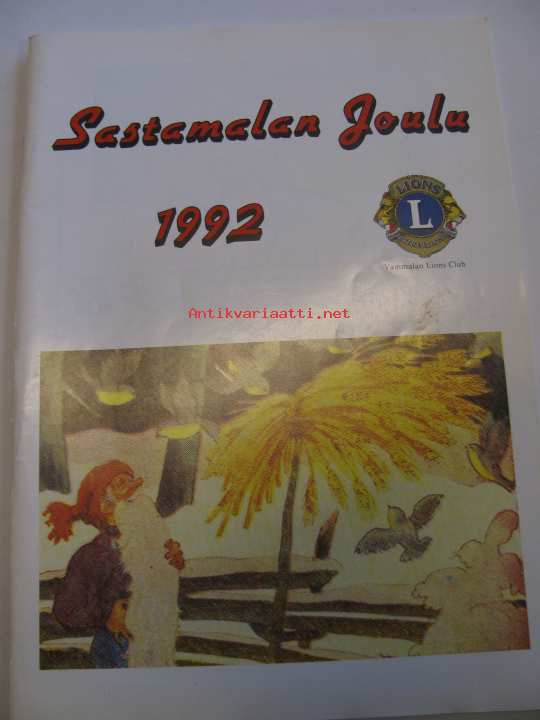 Sastamalan Joulu
1992
LIONS
L
Vammalan Lions Club
Antikvariaatti.net